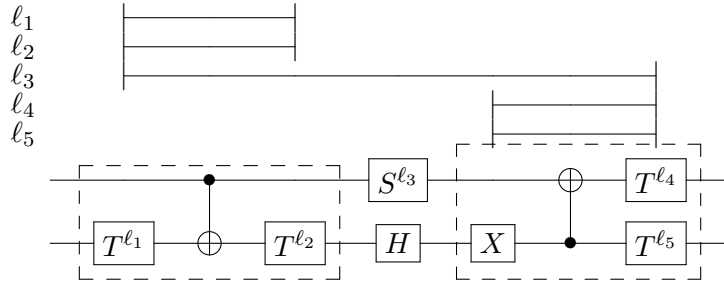 ℓ₁
ℓ₂
ℓ₃
ℓ₄
ℓ₅
S^ℓ₃ T^ℓ₄
T^ℓ₁ T^ℓ₂ H X T^ℓ₅